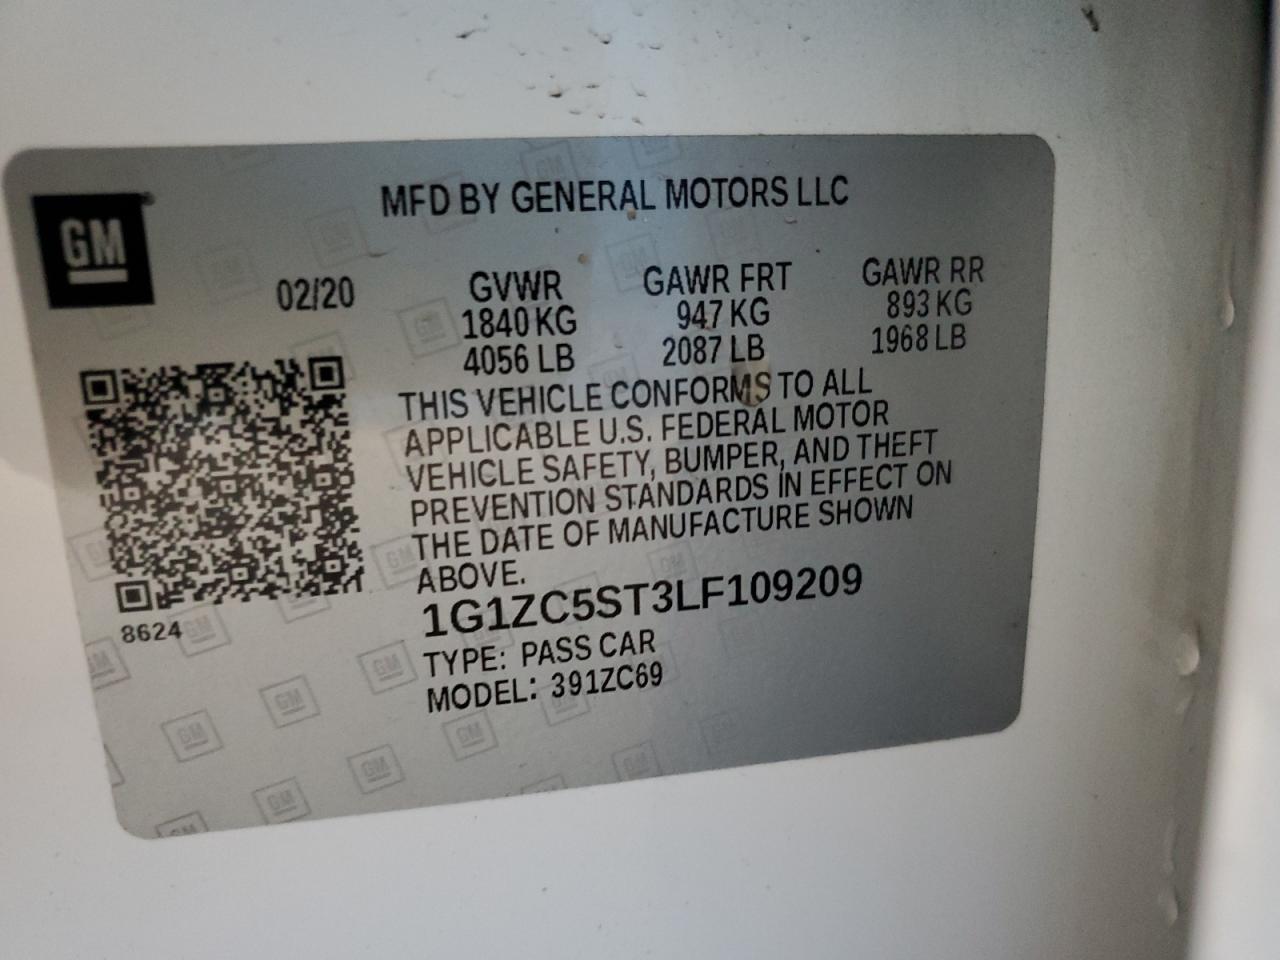 MFD BY GENERAL MOTORS LLC
GM
02/20
GVWR
1840 KG
4056 LB
GAWR FRT
947 KG
2087 LB
GAWR RR
893 KG
1968 LB
THIS VEHICLE CONFORMS TO ALL
APPLICABLE U.S. FEDERAL MOTOR
VEHICLE SAFETY, BUMPER, AND THEFT
PREVENTION STANDARDS IN EFFECT ON
THE DATE OF MANUFACTURE SHOWN
ABOVE.
1G1ZC5ST3LF109209
TYPE: PASS CAR
MODEL: 391ZC69
8624